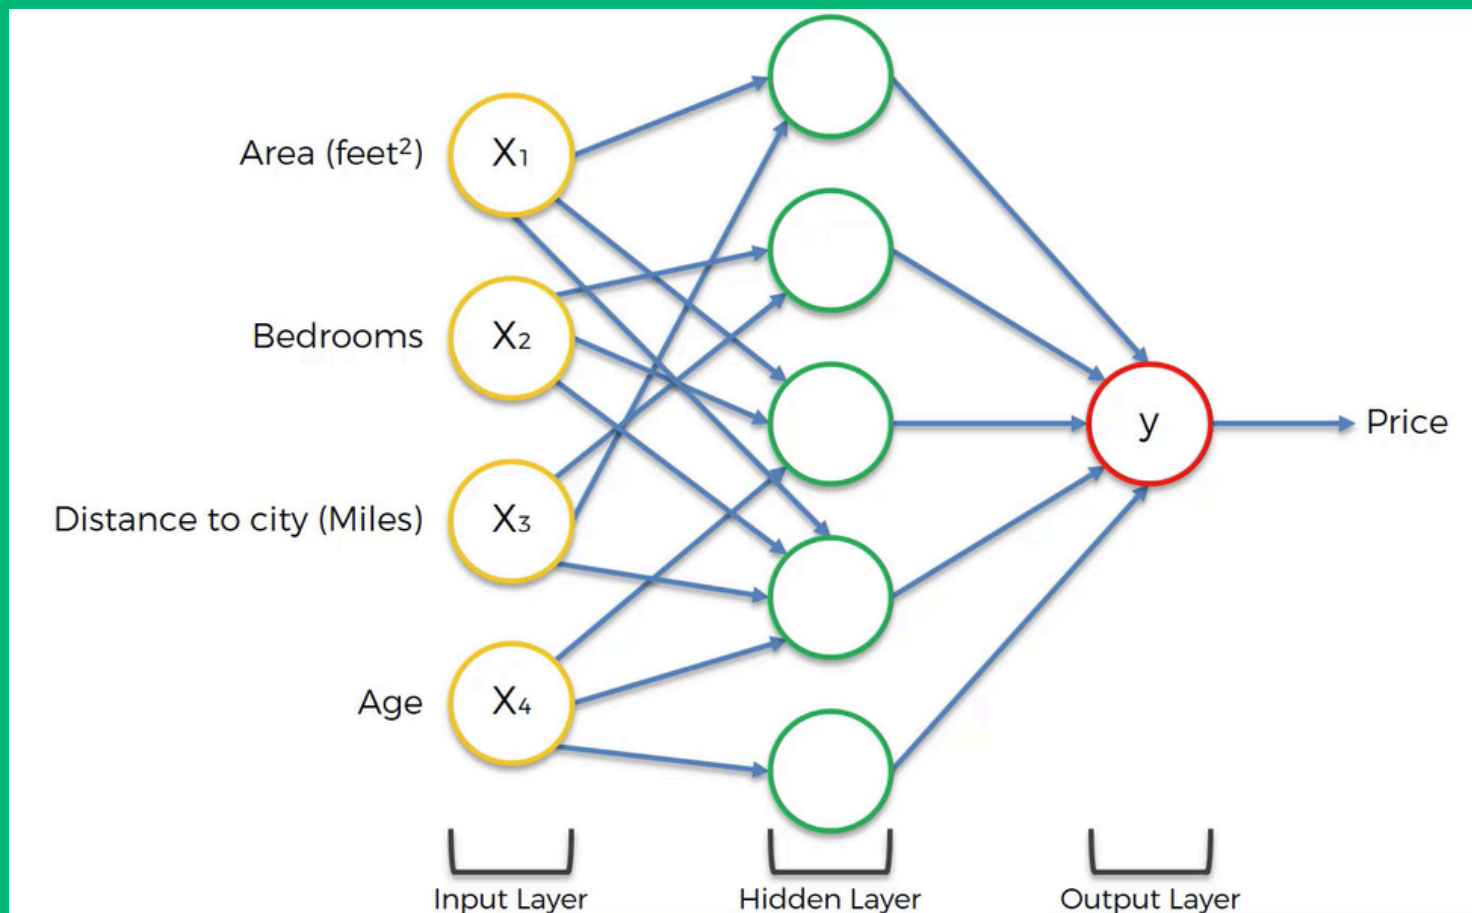 Area (feet²)
X₁
Bedrooms
X₂
Distance to city (Miles)
X₃
Age
X₄
y
Price
Input Layer
Hidden Layer
Output Layer